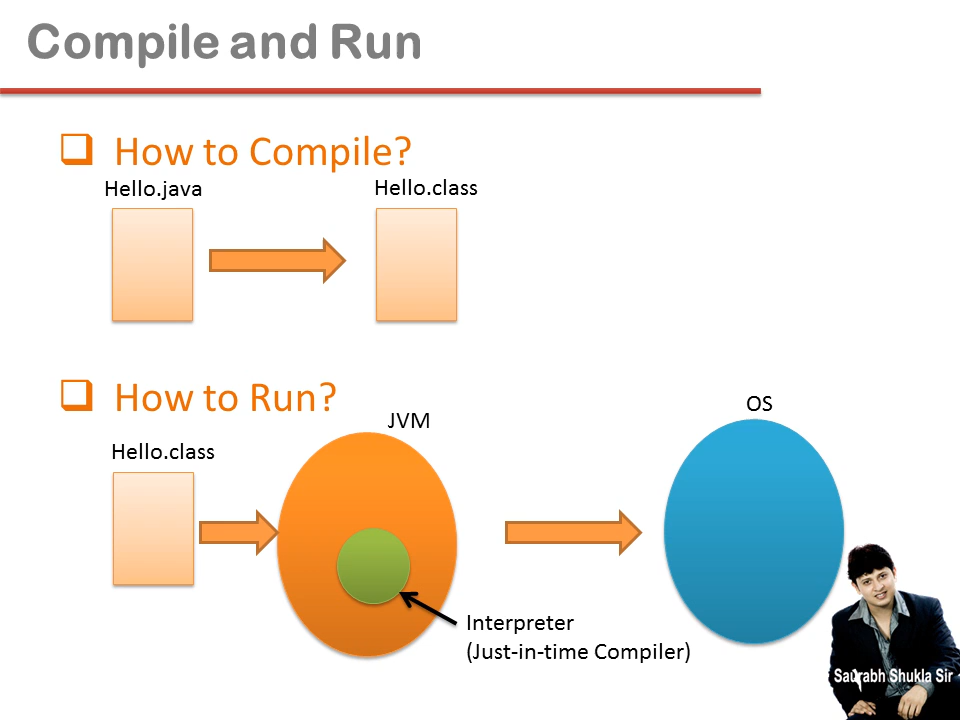 Compile and Run
How to Compile?
Hello.java
Hello.class
How to Run?
JVM
OS
Hello.class
Interpreter
(Just-in-time Compiler)
Saurabh Shukla Sir